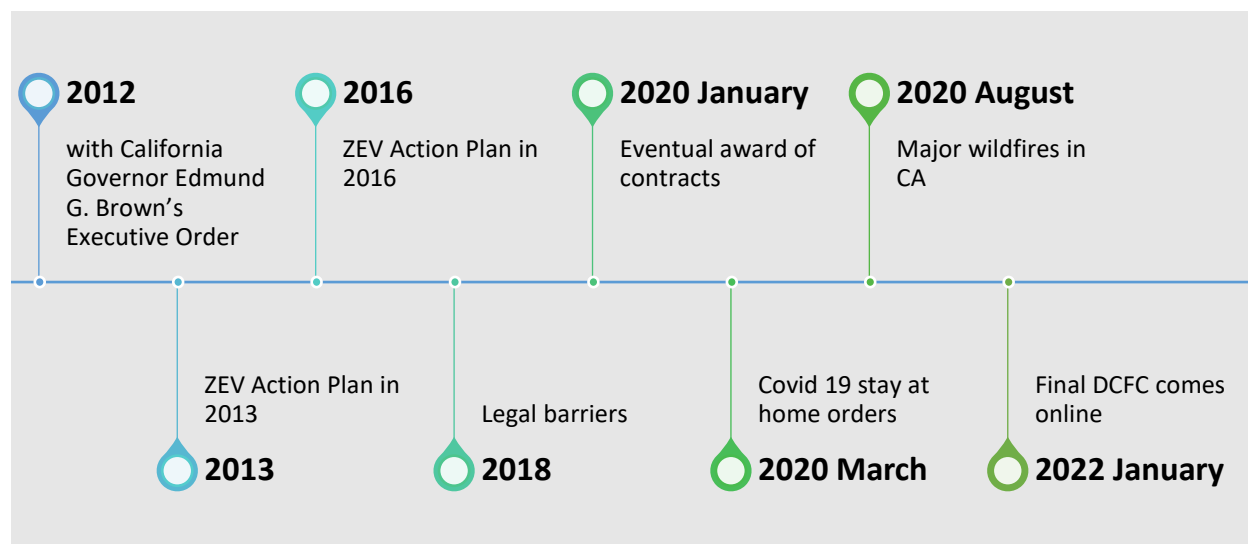 2012
with California
Governor Edmund
G. Brown’s
Executive Order
2016
ZEV Action Plan in
2016
2020 January
Eventual award of
contracts
2020 August
Major wildfires in
CA
ZEV Action Plan in
2013
2013
Legal barriers
2018
Covid 19 stay at
home orders
2020 March
Final DCFC comes
online
2022 January